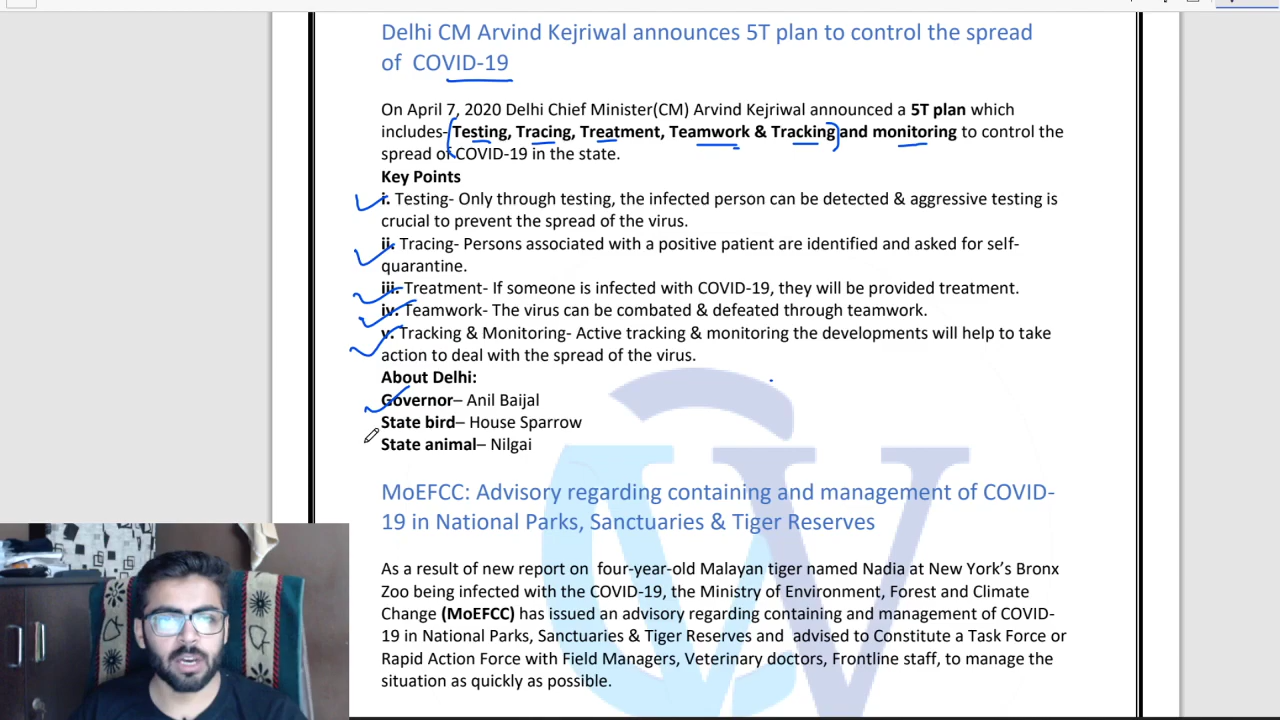 Delhi CM Arvind Kejriwal announces 5T plan to control the spread
of  COVID-19
On April 7, 2020 Delhi Chief Minister(CM) Arvind Kejriwal announced a 5T plan which
includes- Testing, Tracing, Treatment, Teamwork & Tracking and monitoring to control the
spread of COVID-19 in the state.
Key Points
i. Testing- Only through testing, the infected person can be detected & aggressive testing is
crucial to prevent the spread of the virus.
ii. Tracing- Persons associated with a positive patient are identified and asked for self-
quarantine.
iii. Treatment- If someone is infected with COVID-19, they will be provided treatment.
iv. Teamwork- The virus can be combated & defeated through teamwork.
v. Tracking & Monitoring- Active tracking & monitoring the developments will help to take
action to deal with the spread of the virus.
About Delhi:
Governor– Anil Baijal
State bird– House Sparrow
State animal– Nilgai
MoEFCC: Advisory regarding containing and management of COVID-
19 in National Parks, Sanctuaries & Tiger Reserves
As a result of new report on  four-year-old Malayan tiger named Nadia at New York's Bronx
Zoo being infected with the COVID-19, the Ministry of Environment, Forest and Climate
Change (MoEFCC) has issued an advisory regarding containing and management of COVID-
19 in National Parks, Sanctuaries & Tiger Reserves and  advised to Constitute a Task Force or
Rapid Action Force with Field Managers, Veterinary doctors, Frontline staff, to manage the
situation as quickly as possible.